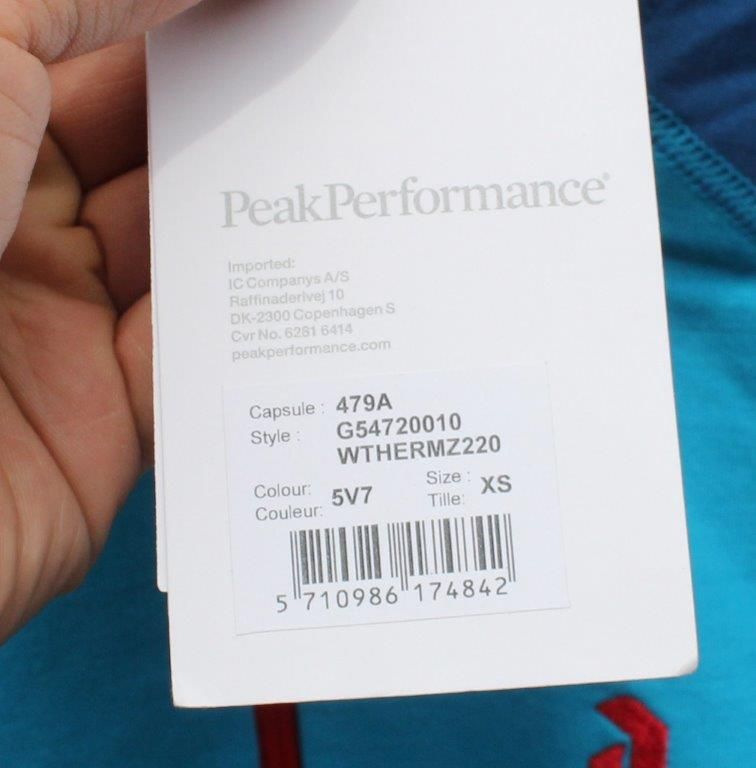 PeakPerformance®
Imported:
IC Companys A/S
Raffinaderivej 10
DK-2300 Copenhagen S
Cvr No. 6281 6414
peakperformance.com
Capsule : 479A
Style : G54720010
WTHERMZ220
Colour: 5V7 Size : XS
Couleur: Tille:
5 710986 174842